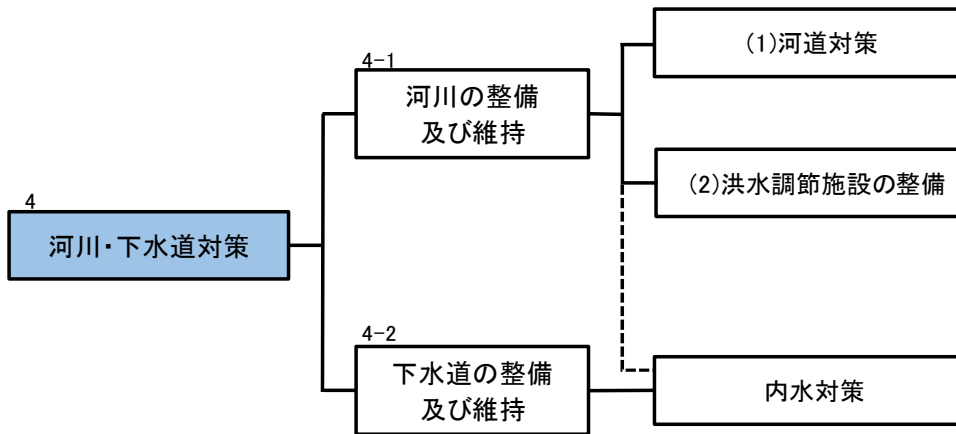 4
河川・下水道対策
4-1
河川の整備
及び維持
(1)河道対策
(2)洪水調節施設の整備
4-2
下水道の整備
及び維持
内水対策